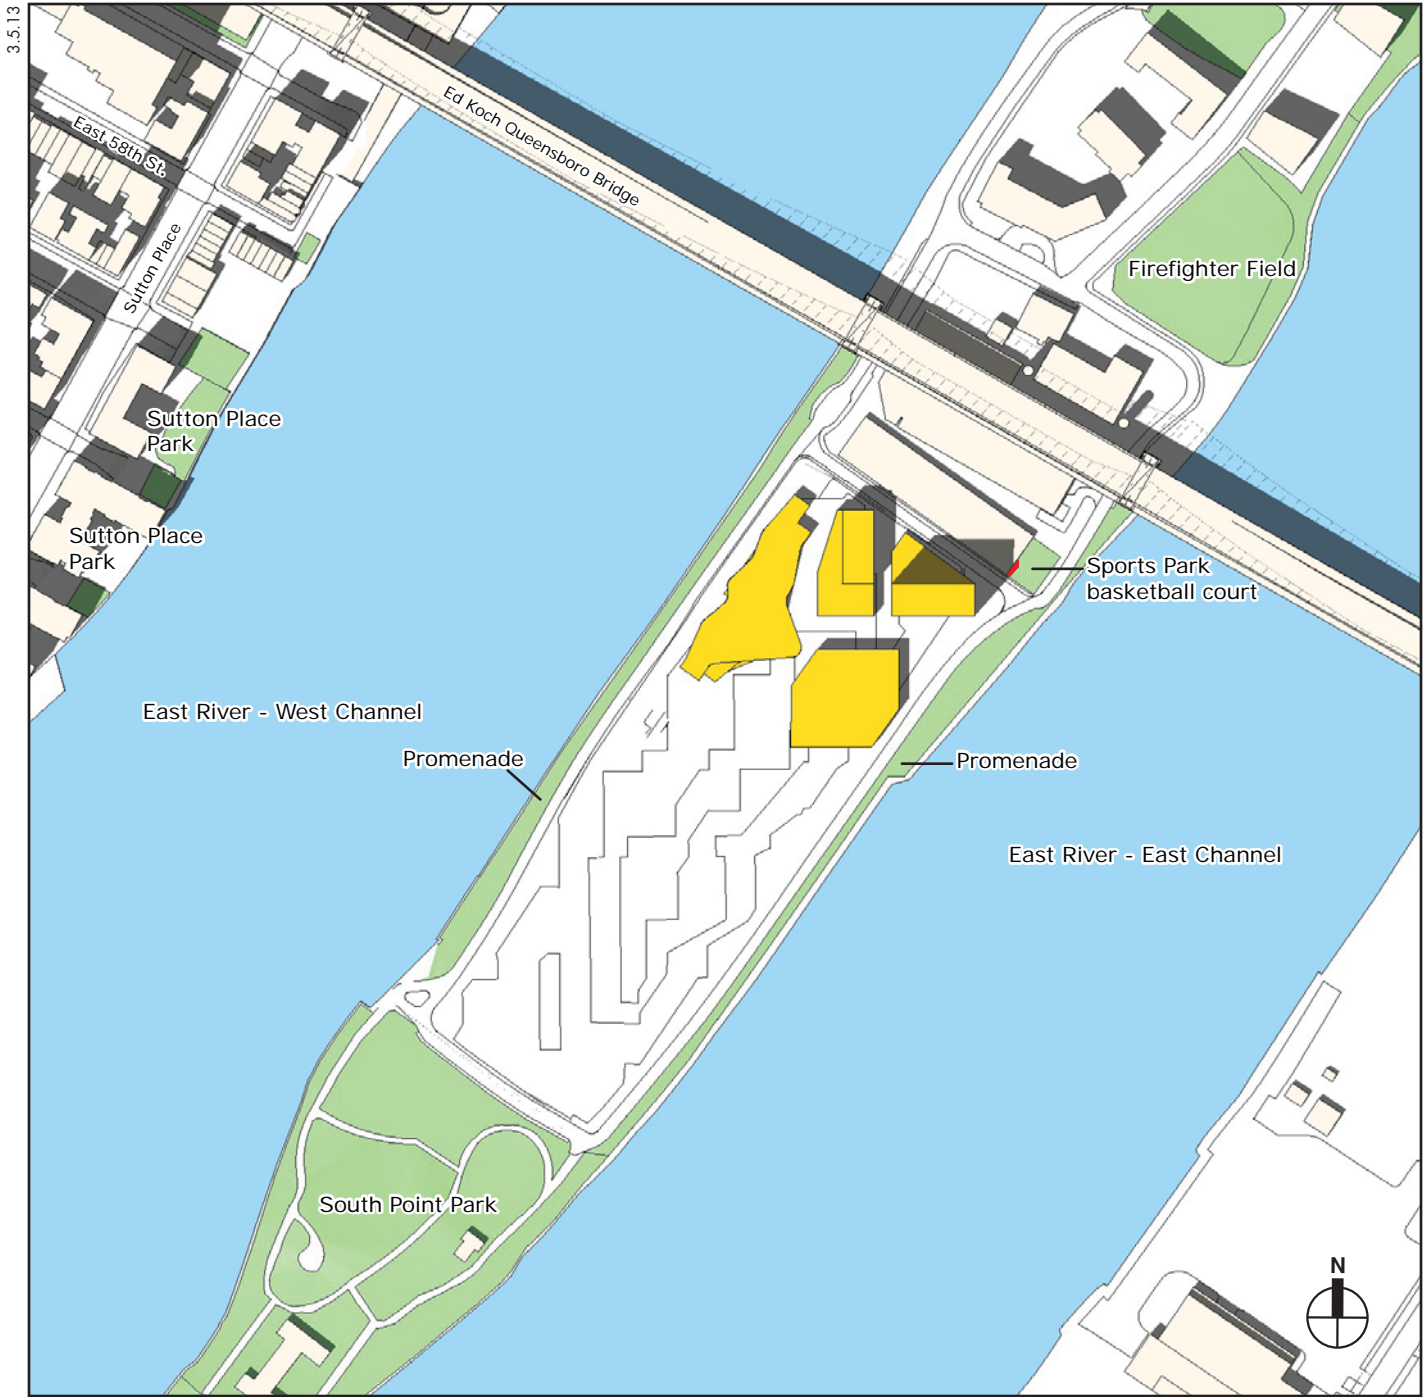 3.5.13
Ed Koch Queensboro Bridge
East 58th St.
Sutton Place
Firefighter Field
Sutton Place
Park
Sutton Place
Park
Sports Park
basketball court
East River - West Channel
Promenade
Promenade
East River - East Channel
South Point Park
N